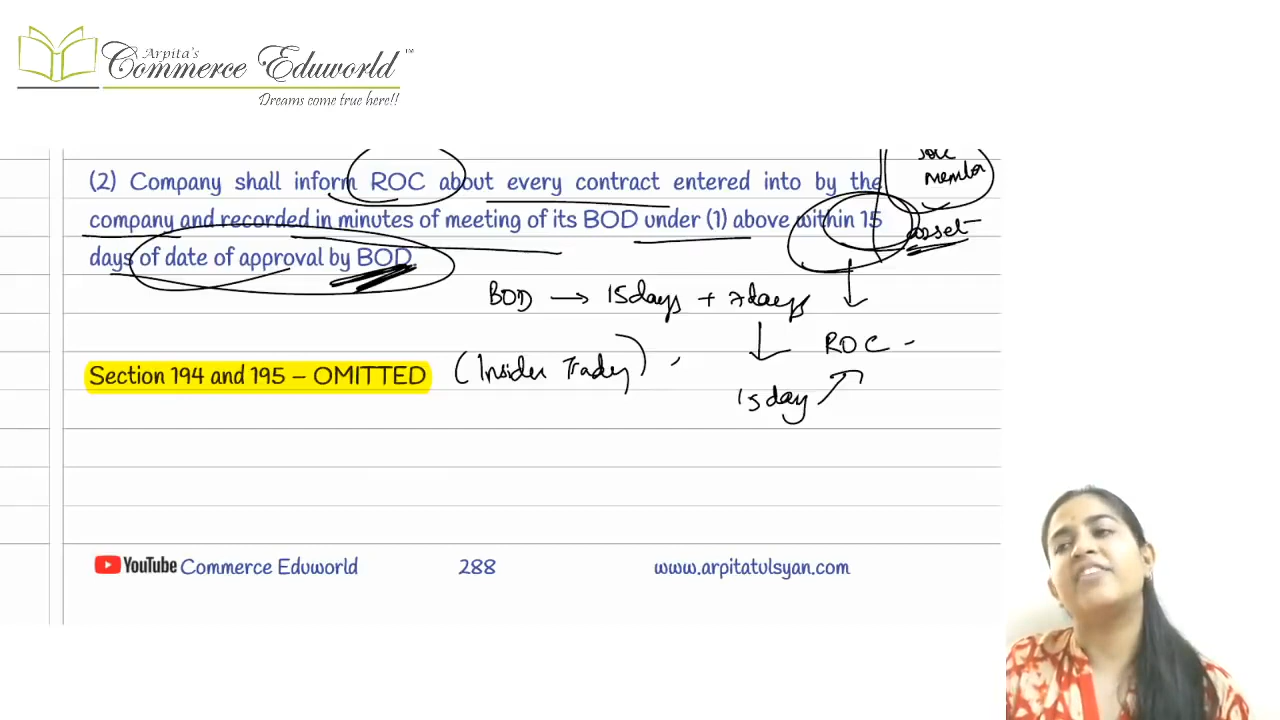 Arpita's
Commerce Eduworld™
Dreams come true here!!
sole
member
(2) Company shall inform ROC about every contract entered into by the
company and recorded in minutes of meeting of its BOD under (1) above within 15
asset
days of date of approval by BOD.
BOD → 15days + 7days
ROC -
Section 194 and 195 – OMITTED (Insider Trading)
15day
YouTube Commerce Eduworld 288 www.arpitatulsyan.com